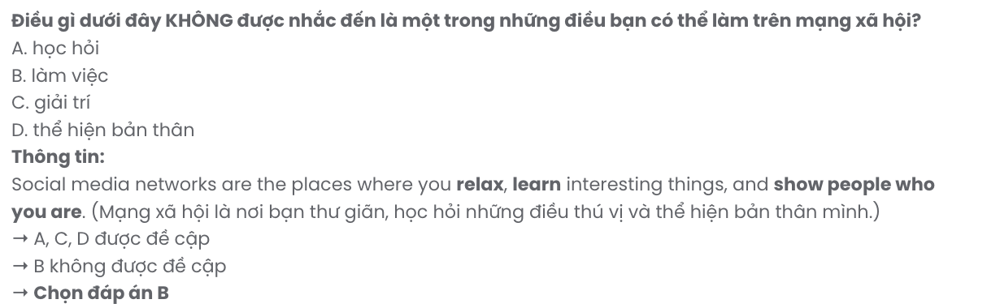 Điều gì dưới đây KHÔNG được nhắc đến là một trong những điều bạn có thể làm trên mạng xã hội?
A. học hỏi
B. làm việc
C. giải trí
D. thể hiện bản thân
Thông tin:
Social media networks are the places where you relax, learn interesting things, and show people who
you are. (Mạng xã hội là nơi bạn thư giãn, học hỏi những điều thú vị và thể hiện bản thân mình.)
→ A, C, D được đề cập
→ B không được đề cập
→ Chọn đáp án B